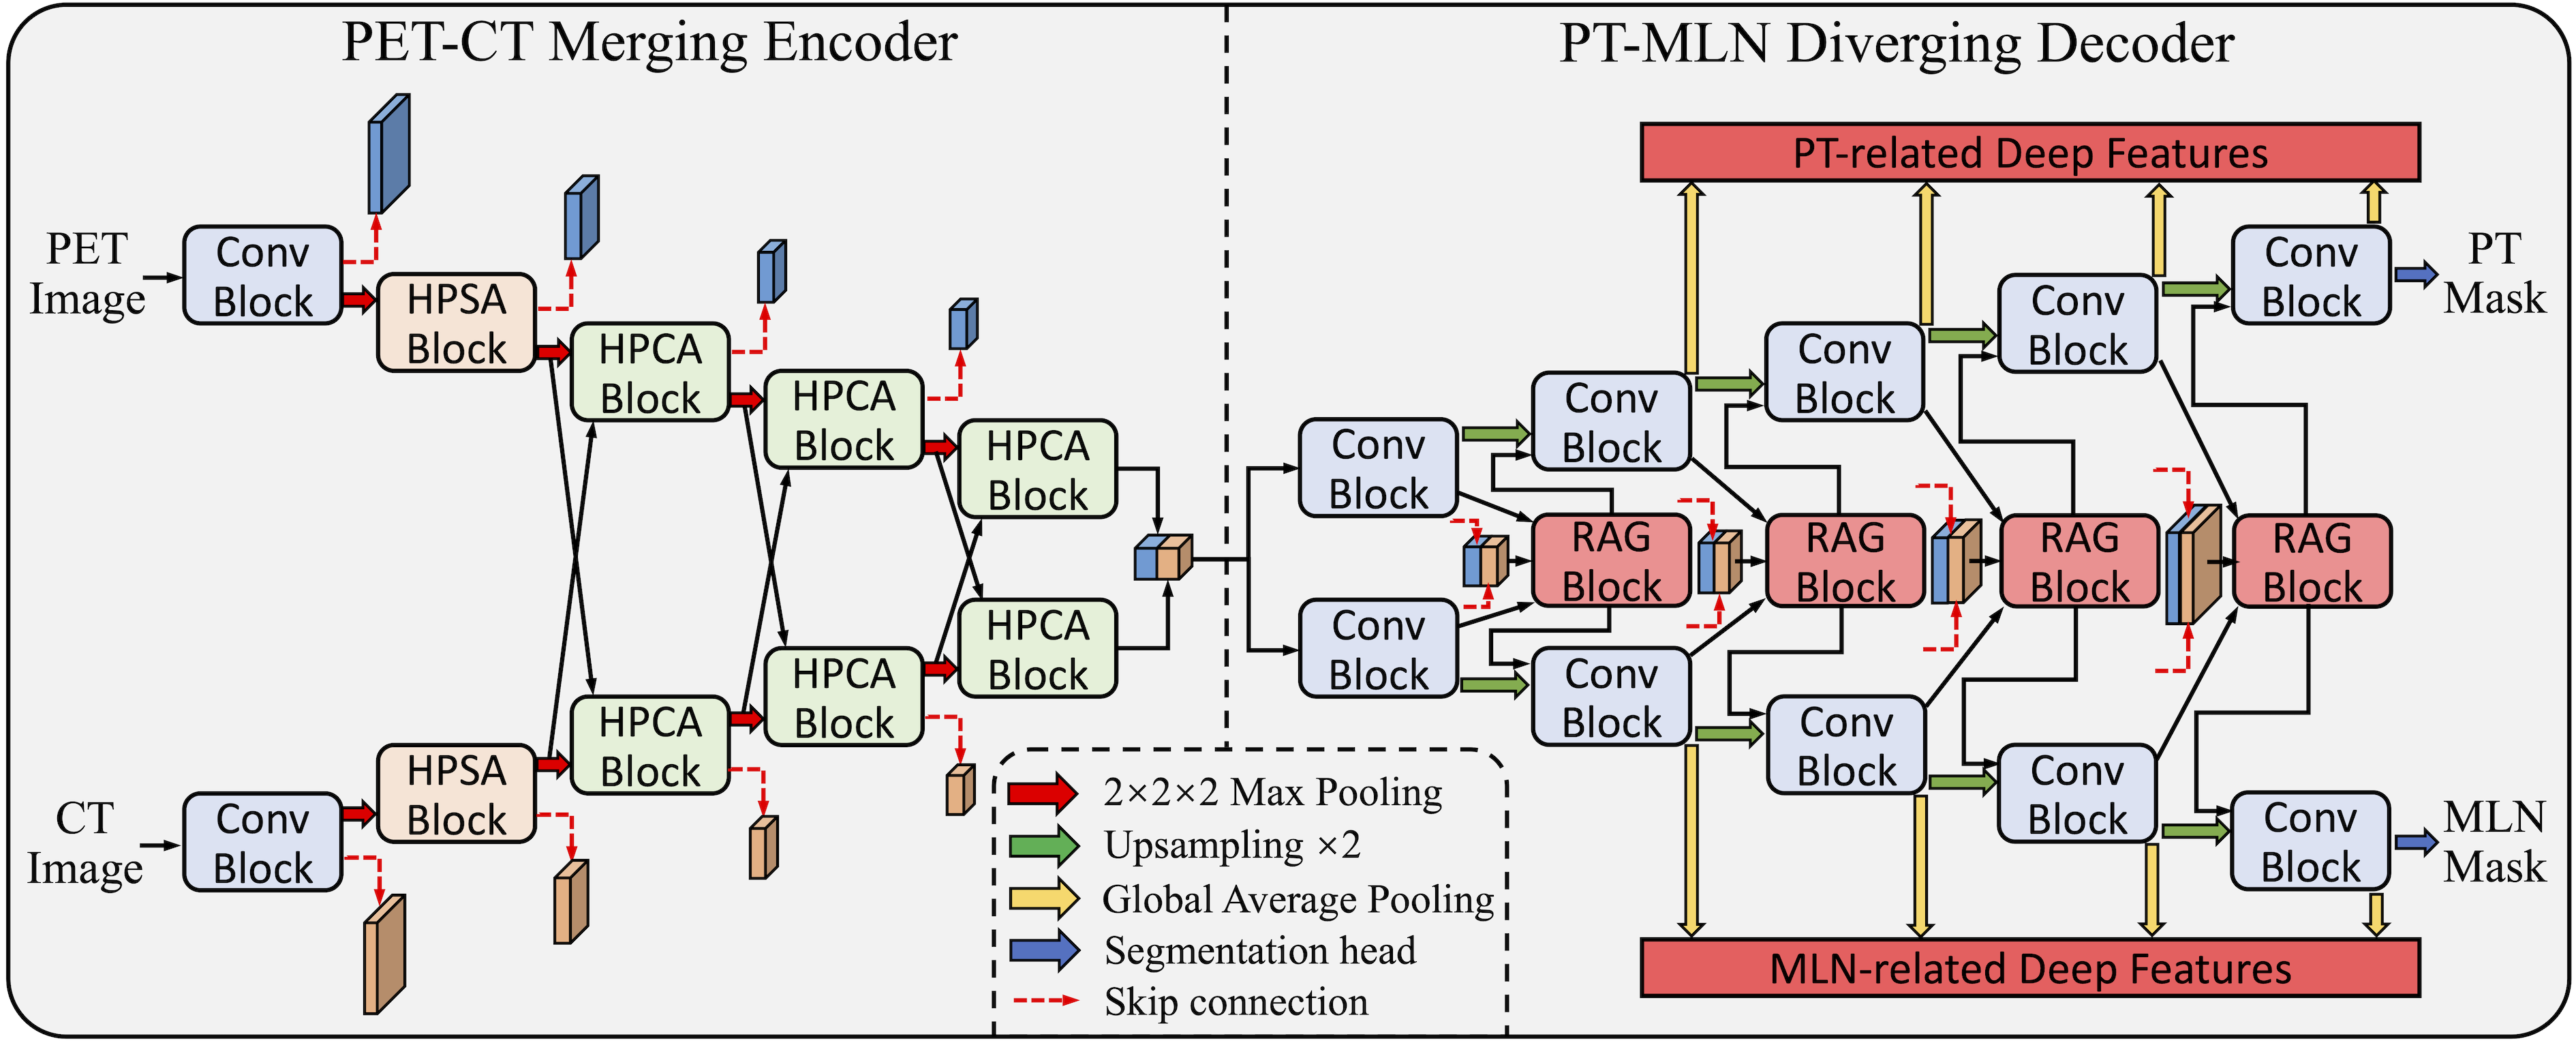 PET-CT Merging Encoder
PT-MLN Diverging Decoder
PET
Image
Conv
Block
HPSA
Block
HPCA
Block
HPCA
Block
HPCA
Block
CT
Image
Conv
Block
HPSA
Block
HPCA
Block
HPCA
Block
HPCA
Block
2×2×2 Max Pooling
Upsampling ×2
Global Average Pooling
Segmentation head
Skip connection
PT-related Deep Features
Conv
Block
Conv
Block
Conv
Block
Conv
Block
Conv
Block
PT
Mask
RAG
Block
RAG
Block
RAG
Block
RAG
Block
Conv
Block
Conv
Block
Conv
Block
Conv
Block
Conv
Block
MLN
Mask
MLN-related Deep Features